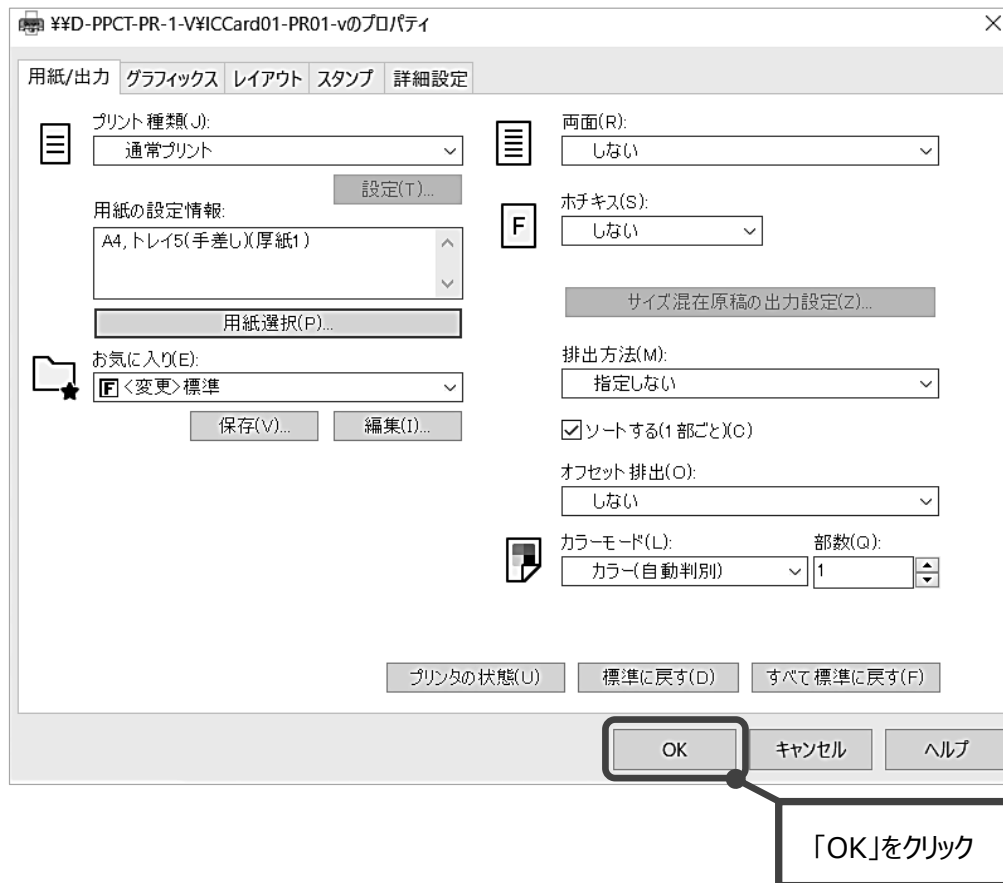 ¥¥D-PPCT-PR-1-V¥ICCard01-PR01-vのプロパティ
用紙/出力 グラフィックス レイアウト スタンプ 詳細設定
プリント種類(J):
通常プリント
設定(T)...
用紙の設定情報:
A4,トレイ5(手差し)(厚紙1)
用紙選択(P)...
お気に入り(E):
F <変更>標準
保存(V)... 編集(I)...
両面(R):
しない
F
ホチキス(S):
しない
サイズ混在原稿の出力設定(Z)...
排出方法(M):
指定しない
ソートする(1部ごと)(C)
オフセット排出(O):
しない
カラーモード(L): 部数(Q):
カラー(自動判別) 1
プリンタの状態(U) 標準に戻す(D) すべて標準に戻す(F)
OK キャンセル ヘルプ
「OK」をクリック